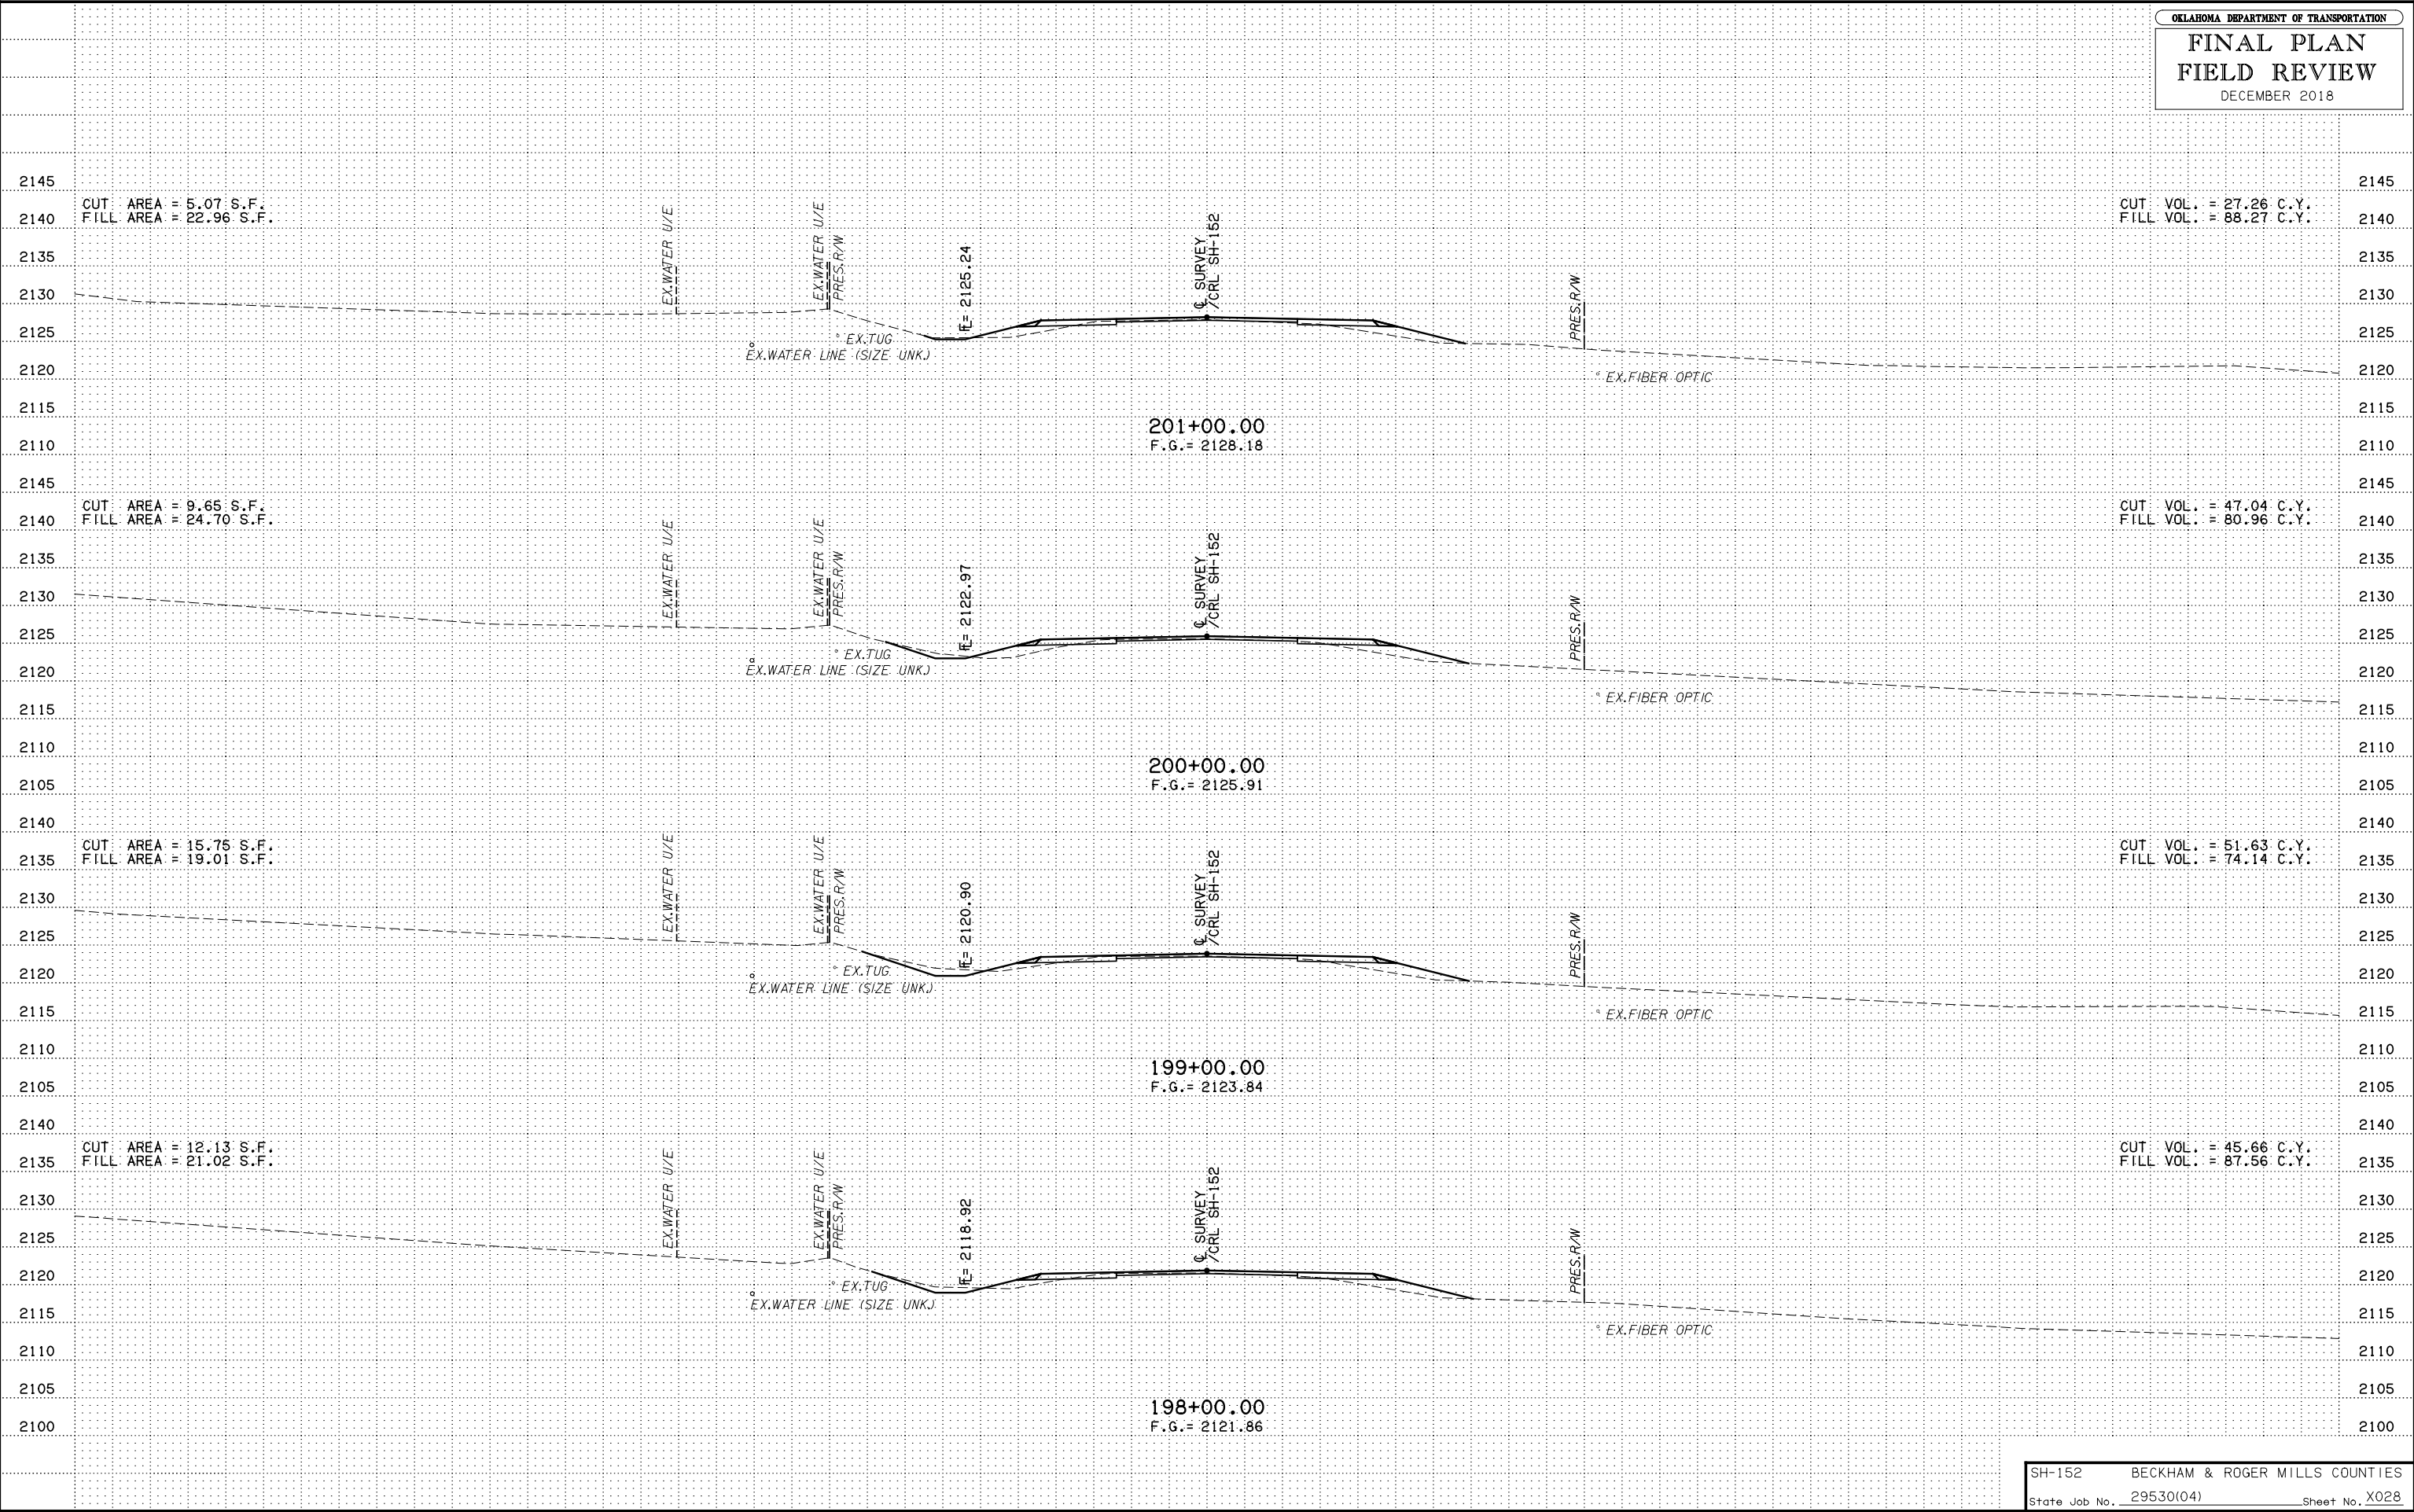 OKLAHOMA DEPARTMENT OF TRANSPORTATION
FINAL PLAN
FIELD REVIEW
DECEMBER 2018
2145 2145
CUT AREA = 5.07 S.F. CUT VOL. = 27.26 C.Y.
2140 FILL AREA = 22.96 S.F. FILL VOL. = 88.27 C.Y. 2140
EX.WATER U/E
EX.WATER U/E
PRES.R/W
FL= 2125.24
CL SURVEY
/CRL SH-152
PRES.R/W
2135 2135
2130 2130
2125 2125
EX.TUG
EX.WATER LINE (SIZE UNK.)
2120 EX.FIBER OPTIC 2120
2115 2115
201+00.00
2110 F.G.= 2128.18 2110
2145 2145
CUT AREA = 9.65 S.F. CUT VOL. = 47.04 C.Y.
2140 FILL AREA = 24.70 S.F. FILL VOL. = 80.96 C.Y. 2140
EX.WATER U/E
EX.WATER U/E
PRES.R/W
FL= 2122.97
CL SURVEY
/CRL SH-152
PRES.R/W
2135 2135
2130 2130
2125 2125
EX.TUG
EX.WATER LINE (SIZE UNK.)
2120 2120
EX.FIBER OPTIC
2115 2115
2110 2110
200+00.00
2105 F.G.= 2125.91 2105
2140 2140
CUT AREA = 15.75 S.F. CUT VOL. = 51.63 C.Y.
2135 FILL AREA = 19.01 S.F. FILL VOL. = 74.14 C.Y. 2135
EX.WATER U/E
EX.WATER U/E
PRES.R/W
FL= 2120.90
CL SURVEY
/CRL SH-152
PRES.R/W
2130 2130
2125 2125
2120 EX.TUG 2120
EX.WATER LINE (SIZE UNK.)
2115 EX.FIBER OPTIC 2115
2110 2110
199+00.00
2105 F.G.= 2123.84 2105
2140 2140
CUT AREA = 12.13 S.F. CUT VOL. = 45.66 C.Y.
2135 FILL AREA = 21.02 S.F. FILL VOL. = 87.56 C.Y. 2135
EX.WATER U/E
EX.WATER U/E
PRES.R/W
FL= 2118.92
CL SURVEY
/CRL SH-152
PRES.R/W
2130 2130
2125 2125
2120 2120
EX.TUG
EX.WATER LINE (SIZE UNK.)
2115 2115
EX.FIBER OPTIC
2110 2110
2105 2105
198+00.00
2100 F.G.= 2121.86 2100
SH-152 BECKHAM & ROGER MILLS COUNTIES
State Job No. 29530(04) Sheet No. X028